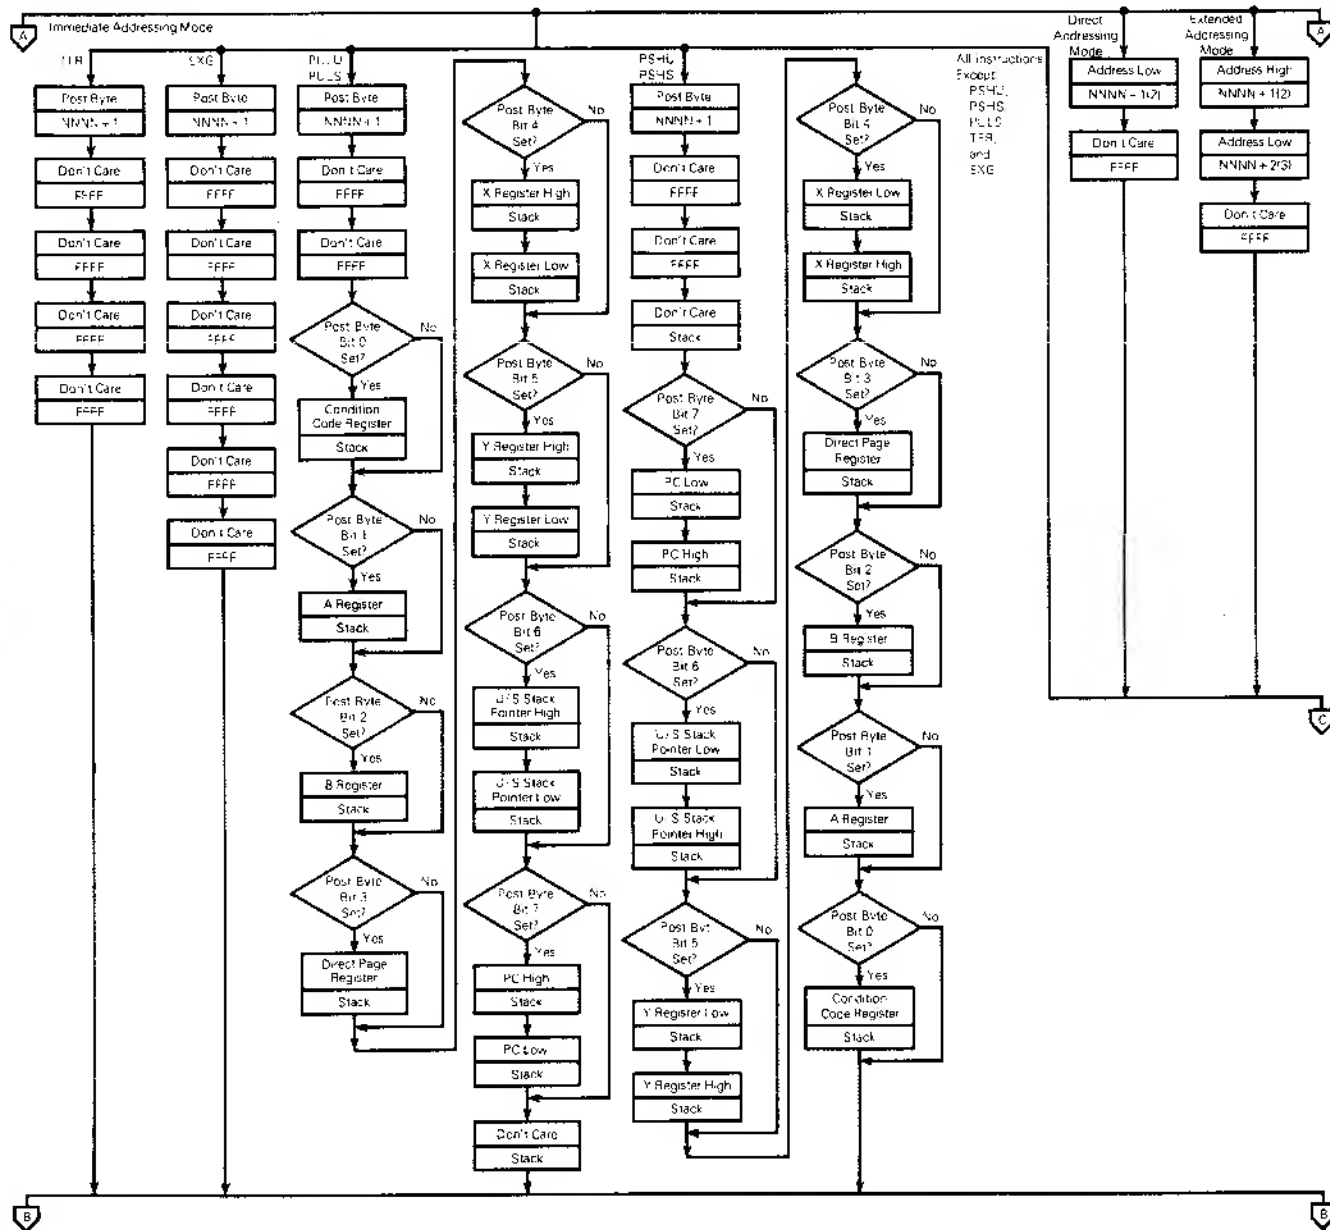 A
Immediate Addressing Mode
Direct
Addressing
Mode
Extended
Addressing
Mode
A
TFR
Post Byte
NNNN + 1
Don't Care
FFFF
Don't Care
FFFF
Don't Care
FFFF
Don't Care
FFFF
EXG
Post Byte
NNNN + 1
Don't Care
FFFF
Don't Care
FFFF
Don't Care
FFFF
Don't Care
FFFF
Don't Care
FFFF
Don't Care
FFFF
PULU
PULS
Post Byte
NNNN + 1
Don't Care
FFFF
Don't Care
FFFF
Post Byte
Bit 0
Set?
No
Yes
Condition
Code Register
Stack
Post Byte
Bit 1
Set?
No
Yes
A Register
Stack
Post Byte
Bit 2
Set?
No
Yes
B Register
Stack
Post Byte
Bit 3
Set?
No
Yes
Direct Page
Register
Stack
Post Byte
Bit 4
Set?
No
Yes
X Register High
Stack
X Register Low
Stack
Post Byte
Bit 5
Set?
No
Yes
Y Register High
Stack
Y Register Low
Stack
Post Byte
Bit 6
Set?
No
Yes
U/S Stack
Pointer High
Stack
U/S Stack
Pointer Low
Stack
Post Byte
Bit 7
Set?
No
Yes
PC High
Stack
PC Low
Stack
Don't Care
Stack
PSHU
PSHS
Post Byte
NNNN + 1
Don't Care
FFFF
Don't Care
FFFF
Don't Care
Stack
Post Byte
Bit 7
Set?
No
Yes
PC Low
Stack
PC High
Stack
Post Byte
Bit 6
Set?
No
Yes
U/S Stack
Pointer Low
Stack
U/S Stack
Pointer High
Stack
Post Byt
Bit 5
Set?
No
Yes
Y Register Low
Stack
Y Register High
Stack
Post Byte
Bit 4
Set?
No
Yes
X Register Low
Stack
X Register High
Stack
Post Byte
Bit 3
Set?
No
Yes
Direct Page
Register
Stack
Post Byte
Bit 2
Set?
No
Yes
B Register
Stack
Post Byte
Bit 1
Set?
No
Yes
A Register
Stack
Post Byte
Bit 0
Set?
No
Yes
Condition
Code Register
Stack
All instructions
Except
PSHU,
PSHS,
PULS
TFR,
and
EXG
Address Low
NNNN + 1(2)
Don't Care
FFFF
Address High
NNNN + 1(2)
Address Low
NNNN + 2(3)
Don't Care
FFFF
C
B
B